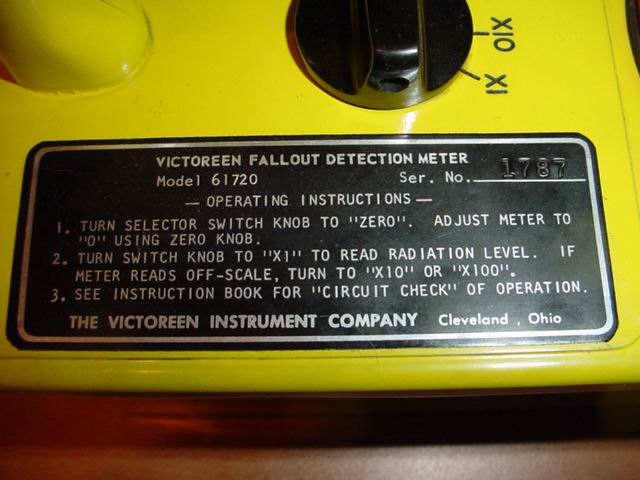 X10
X1
VICTOREEN FALLOUT DETECTION METER
Model 61720 Ser. No. 1787
— OPERATING INSTRUCTIONS —
1. TURN SELECTOR SWITCH KNOB TO "ZERO". ADJUST METER TO
"0" USING ZERO KNOB.
2. TURN SWITCH KNOB TO "X1" TO READ RADIATION LEVEL. IF
METER READS OFF-SCALE, TURN TO "X10" OR "X100".
3. SEE INSTRUCTION BOOK FOR "CIRCUIT CHECK" OF OPERATION.
THE VICTOREEN INSTRUMENT COMPANY Cleveland, Ohio